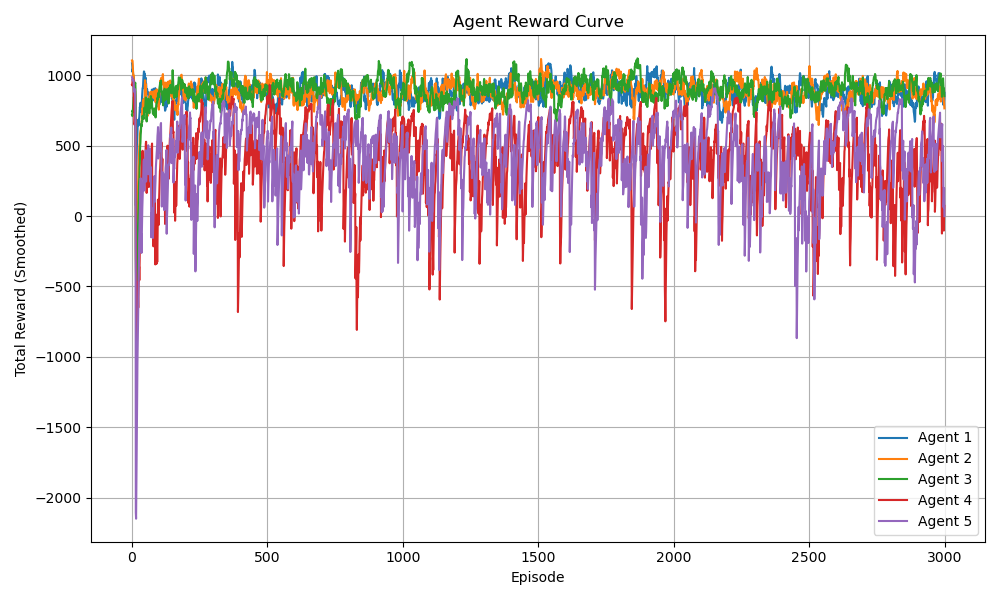 Agent Reward Curve
Total Reward (Smoothed)
1000
500
0
−500
−1000
−1500
−2000
Agent 1
Agent 2
Agent 3
Agent 4
Agent 5
0 500 1000 1500 2000 2500 3000
Episode